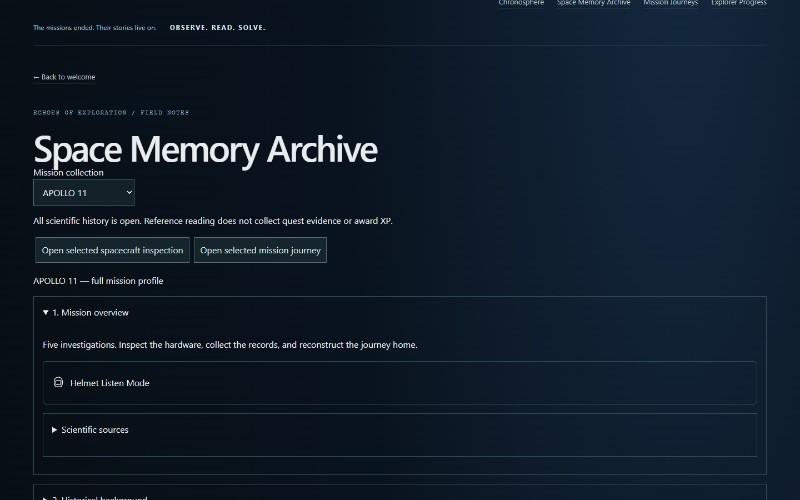 Chronosphere Space Memory Archive Mission Journeys Explorer Progress
The missions ended. Their stories live on. OBSERVE. READ. SOLVE.
← Back to welcome
ECHOES OF EXPLORATION / FIELD NOTES
Space Memory Archive
Mission collection
APOLLO 11
All scientific history is open. Reference reading does not collect quest evidence or award XP.
Open selected spacecraft inspection Open selected mission journey
APOLLO 11 — full mission profile
▼ 1. Mission overview
Five investigations. Inspect the hardware, collect the records, and reconstruct the journey home.
Helmet Listen Mode
▶ Scientific sources
▶ 2. Historical background